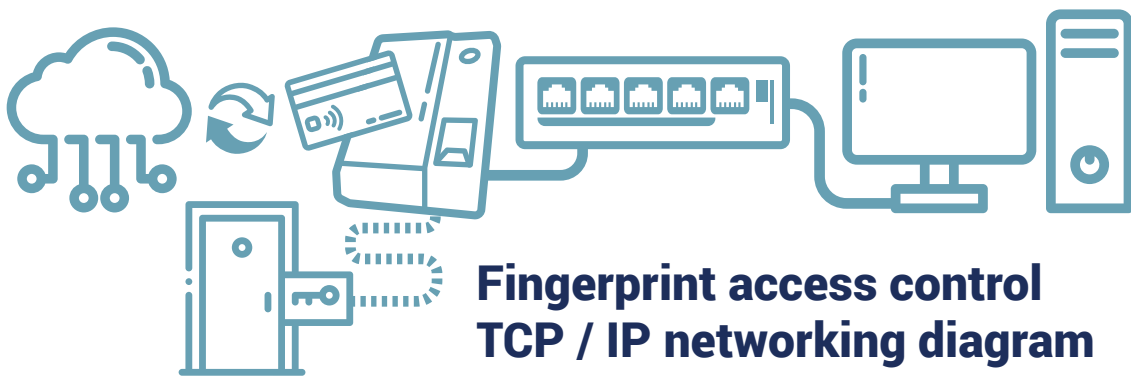 Fingerprint access control
TCP / IP networking diagram